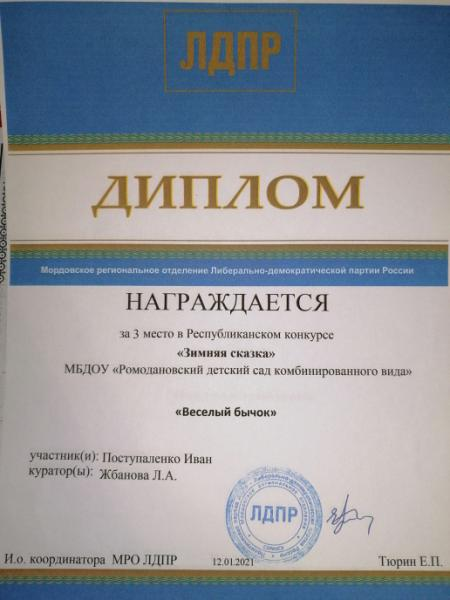 ЛДПР
ДИПЛОМ
Мордовское региональное отделение Либерально-демократической партии России
НАГРАЖДАЕТСЯ
за 3 место в Республиканском конкурсе
«Зимняя сказка»
МБДОУ «Ромодановский детский сад комбинированного вида»
«Веселый бычок»
участник(и): Поступаленко Иван
куратор(ы): Жбанова Л.А.
ЛДПР
И.о. координатора МРО ЛДПР 12.01.2021 Тюрин Е.П.